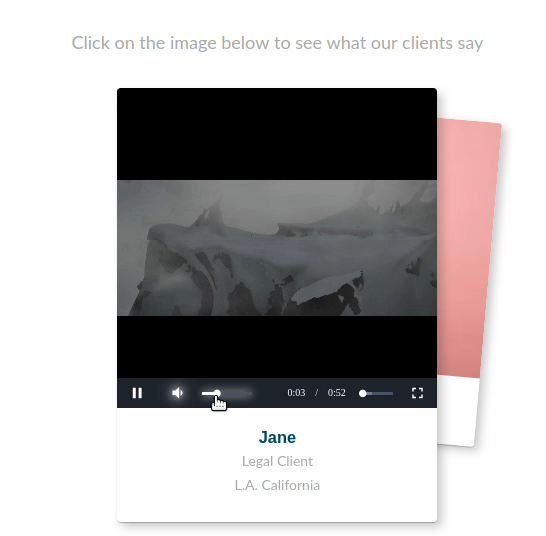 Click on the image below to see what our clients say
0:03 / 0:52
Jane
Legal Client
L.A. California